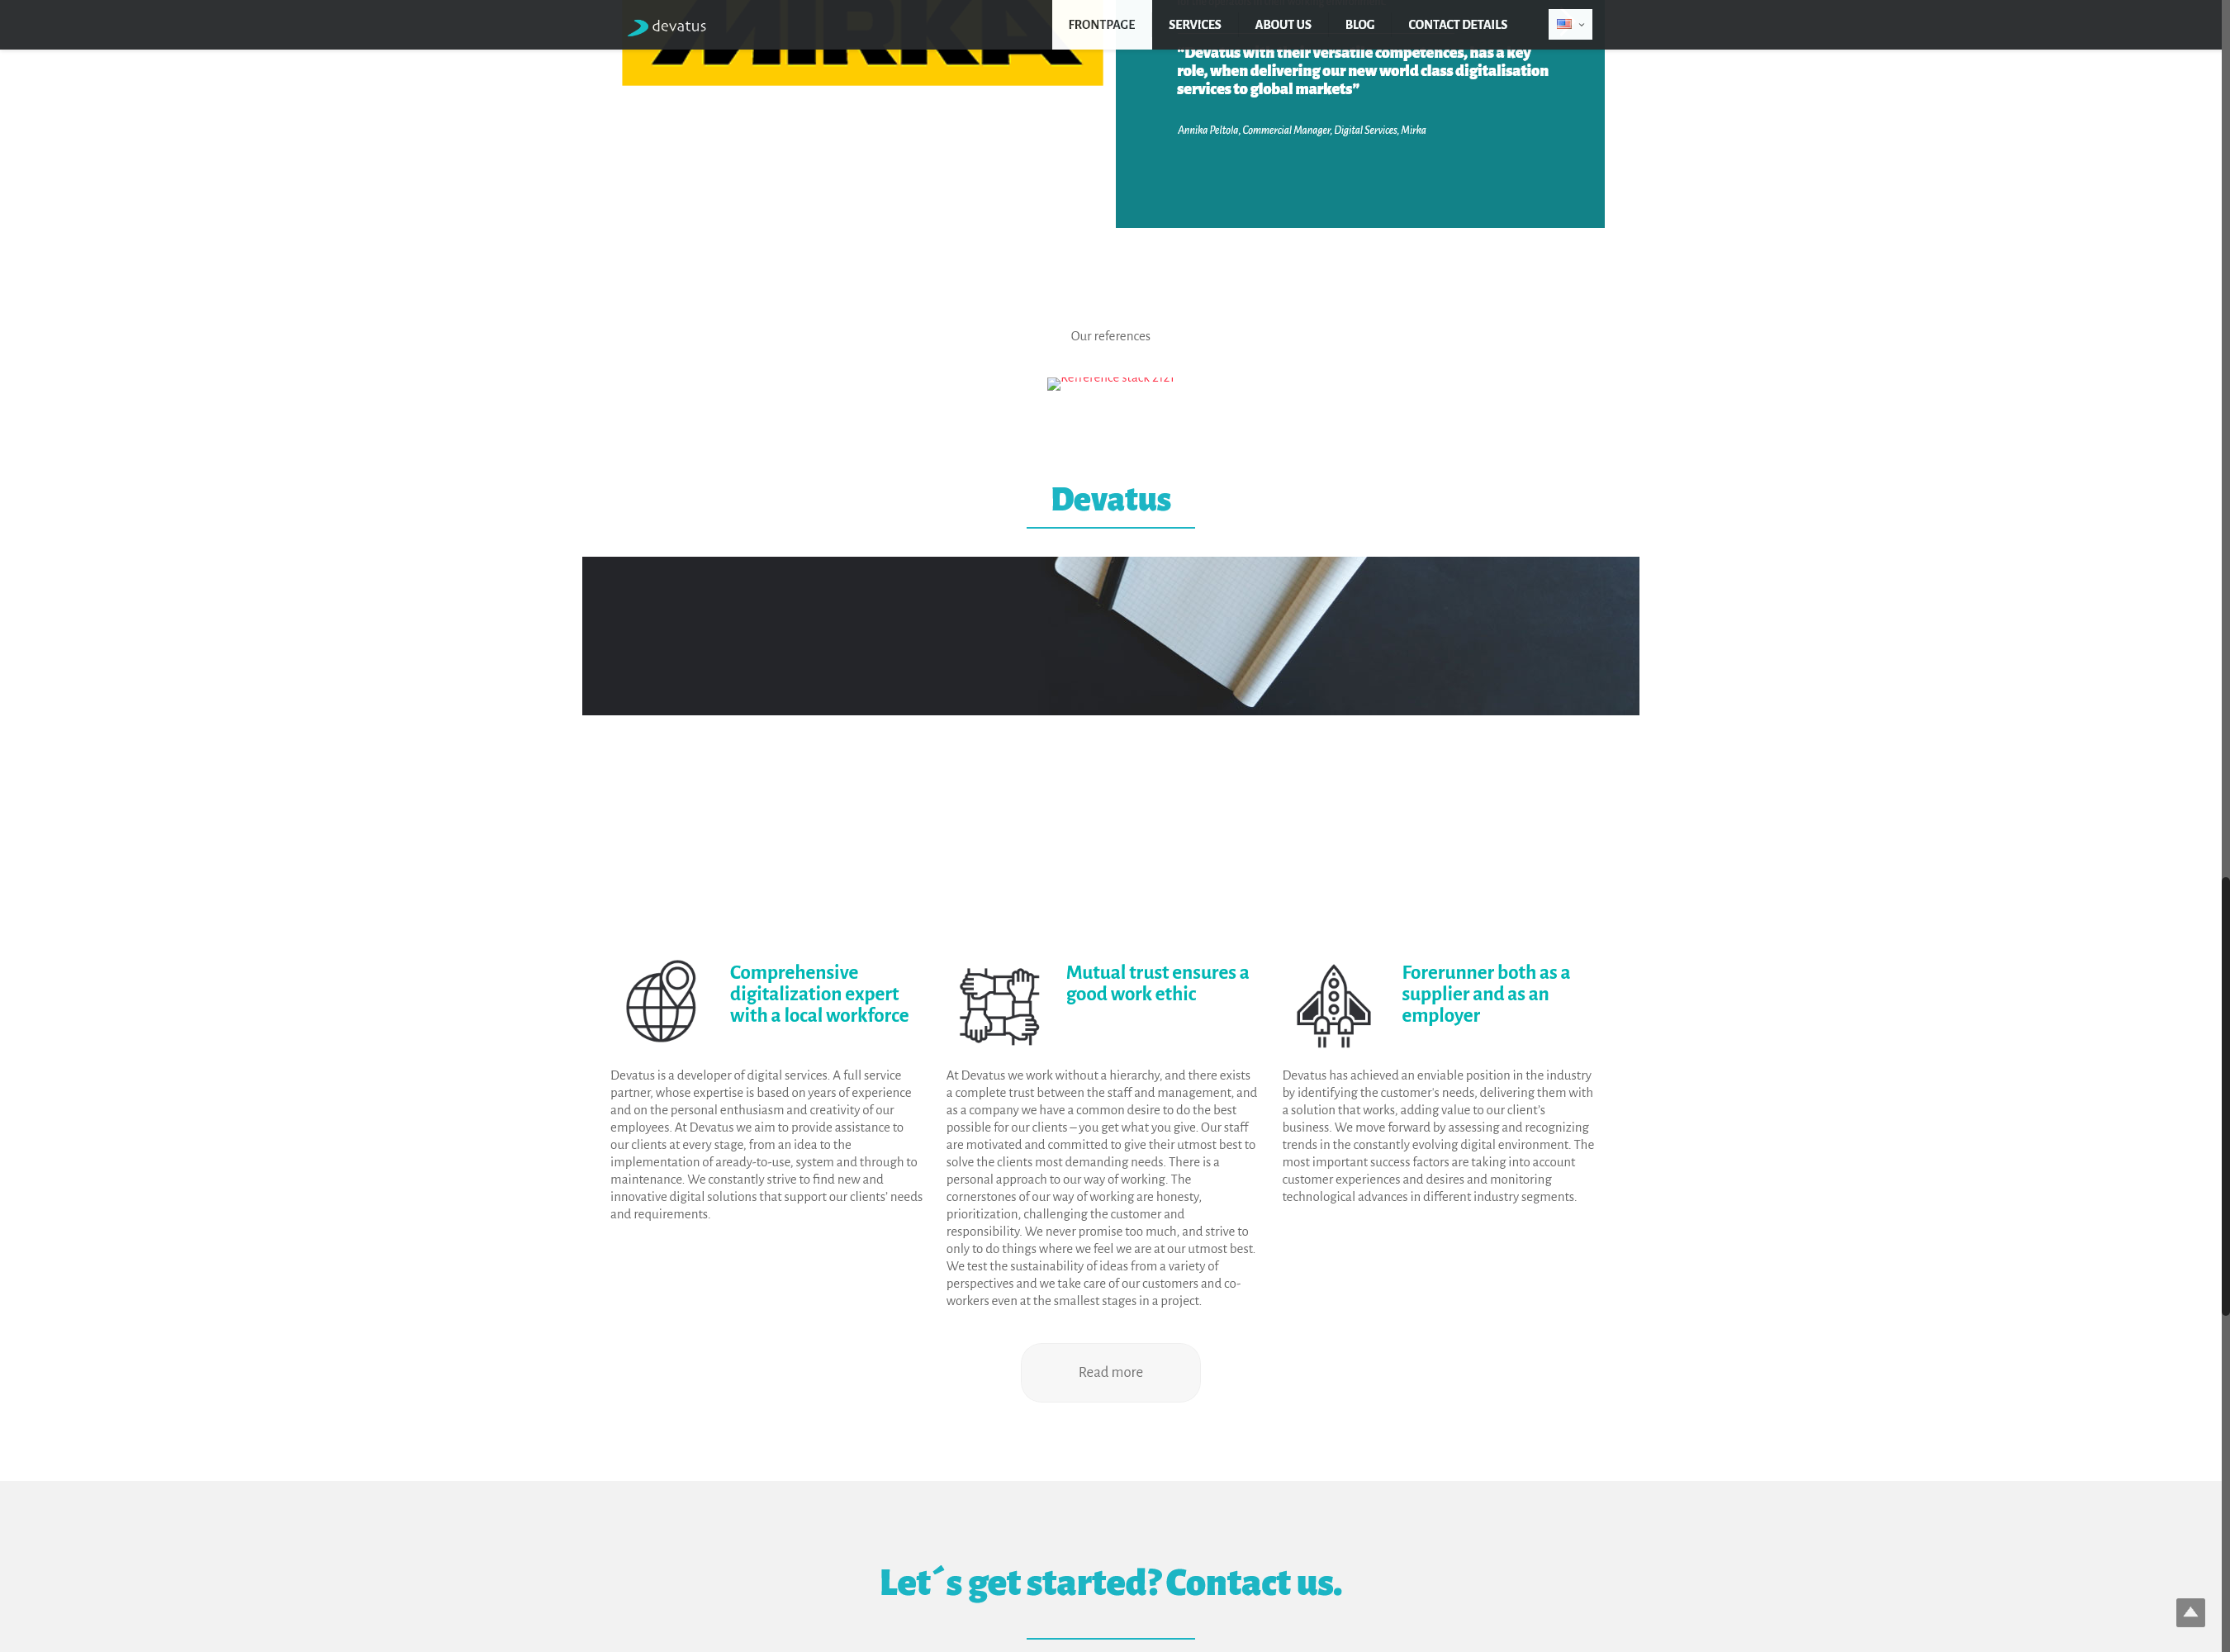 devatus
FRONTPAGE SERVICES ABOUT US BLOG CONTACT DETAILS
MIRKA
"Devatus with their versatile competences, has a key
role, when delivering our new world class digitalisation
services to global markets"
Annika Peltola, Commercial Manager, Digital Services, Mirka
Our references
Refference stack 2121
Devatus
Comprehensive
digitalization expert
with a local workforce
Devatus is a developer of digital services. A full service
partner, whose expertise is based on years of experience
and on the personal enthusiasm and creativity of our
employees. At Devatus we aim to provide assistance to
our clients at every stage, from an idea to the
implementation of aready-to-use, system and through to
maintenance. We constantly strive to find new and
innovative digital solutions that support our clients' needs
and requirements.
Mutual trust ensures a
good work ethic
At Devatus we work without a hierarchy, and there exists
a complete trust between the staff and management, and
as a company we have a common desire to do the best
possible for our clients – you get what you give. Our staff
are motivated and committed to give their utmost best to
solve the clients most demanding needs. There is a
personal approach to our way of working. The
cornerstones of our way of working are honesty,
prioritization, challenging the customer and
responsibility. We never promise too much, and strive to
only to do things where we feel we are at our utmost best.
We test the sustainability of ideas from a variety of
perspectives and we take care of our customers and co-
workers even at the smallest stages in a project.
Forerunner both as a
supplier and as an
employer
Devatus has achieved an enviable position in the industry
by identifying the customer's needs, delivering them with
a solution that works, adding value to our client's
business. We move forward by assessing and recognizing
trends in the constantly evolving digital environment. The
most important success factors are taking into account
customer experiences and desires and monitoring
technological advances in different industry segments.
Read more
Let´s get started? Contact us.